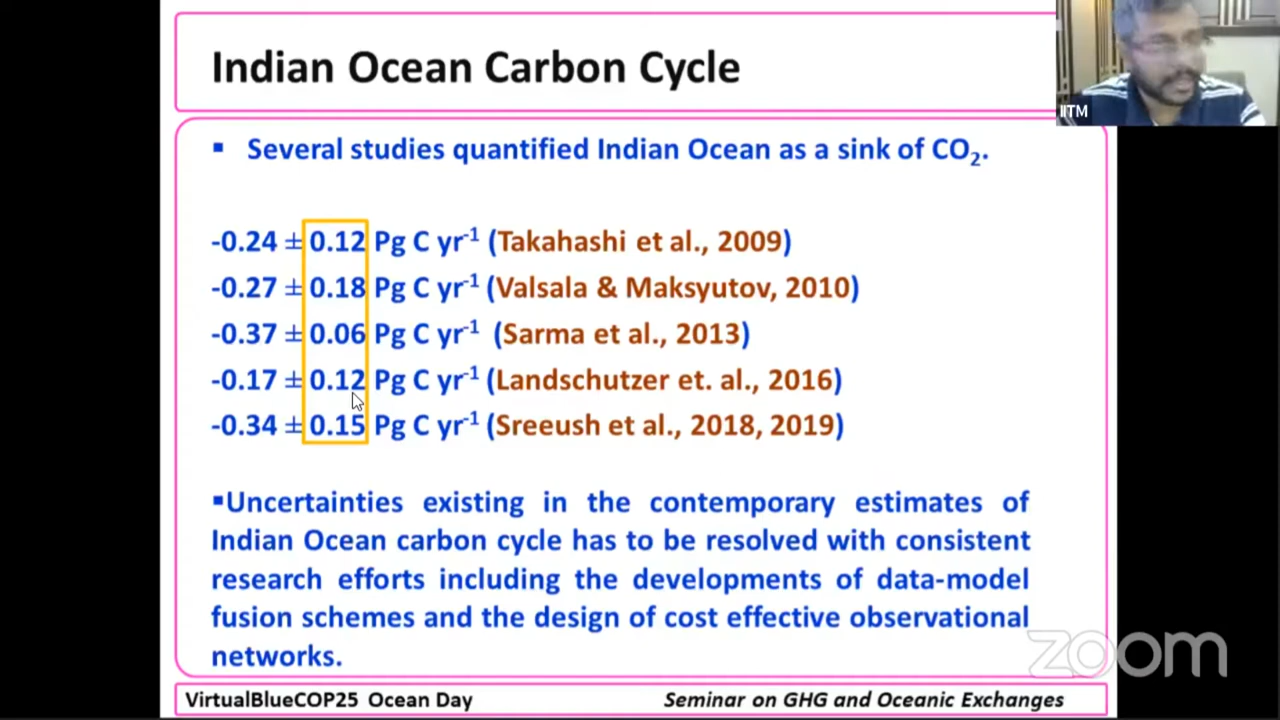 Indian Ocean Carbon Cycle
IITM
▪ Several studies quantified Indian Ocean as a sink of CO₂.
-0.24 ± 0.12 Pg C yr⁻¹ (Takahashi et al., 2009)
-0.27 ± 0.18 Pg C yr⁻¹ (Valsala & Maksyutov, 2010)
-0.37 ± 0.06 Pg C yr⁻¹ (Sarma et al., 2013)
-0.17 ± 0.12 Pg C yr⁻¹ (Landschutzer et. al., 2016)
-0.34 ± 0.15 Pg C yr⁻¹ (Sreeush et al., 2018, 2019)
▪Uncertainties existing in the contemporary estimates of
Indian Ocean carbon cycle has to be resolved with consistent
research efforts including the developments of data-model
fusion schemes and the design of cost effective observational
networks.
zoom
VirtualBlueCOP25 Ocean Day Seminar on GHG and Oceanic Exchanges